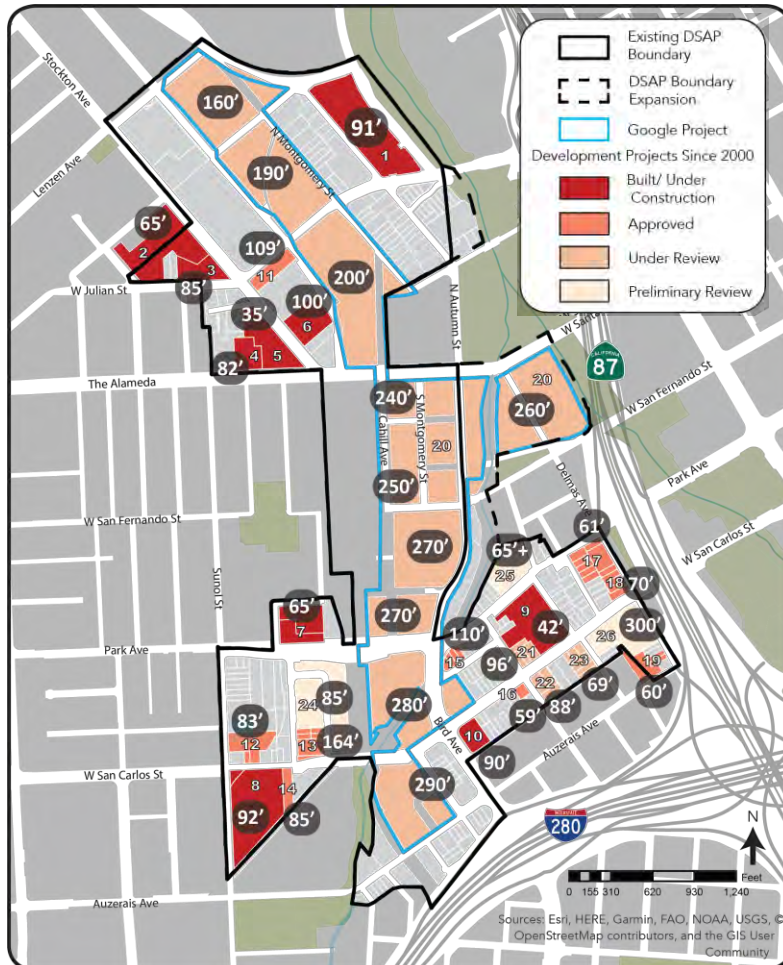 Existing DSAP
Boundary
DSAP Boundary
Expansion
Google Project
Development Projects Since 2000
Built/ Under
Construction
Approved
Under Review
Preliminary Review
Stockton Ave
Lenzen Ave
160'
91'
1
N Montgomery St
190'
65'
2
3
109'
11
200'
W Julian St
85'
35'
100'
6
4
5
82'
N Autumn St
W
CALIFORNIA
87
The Alameda
240'
20
260'
W San Fernando St
S Montgomery St
Cahill Ave
20
250'
Delmas Ave
Park Ave
W San Fernando St
270'
65'+
25
61'
17
W San Carlos St
18
70'
Sunol St
65'
7
270'
9
42'
300'
110'
15
96'
21
26
Park Ave
23
19
24
85'
280'
16
22
69'
60'
83'
12
13
164'
59'
88'
Bird Ave
10
Auzerais Ave
W San Carlos St
8
14
90'
92'
85'
290'
280
N
Feet
0 155 310 620 930 1,240
Auzerais Ave
Sources: Esri, HERE, Garmin, FAO, NOAA, USGS, ©
OpenStreetMap contributors, and the GIS User
Community